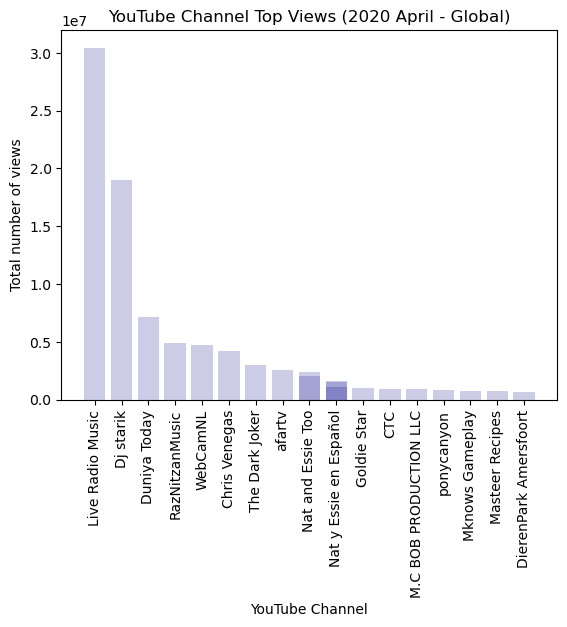 YouTube Channel Top Views (2020 April - Global)
1e7
3.0
2.5
2.0
1.5
1.0
0.5
0.0
Total number of views
Live Radio Music
Dj starik
Duniya Today
RazNitzanMusic
WebCamNL
Chris Venegas
The Dark Joker
afartv
Nat and Essie Too
Nat y Essie en Español
Goldie Star
CTC
M.C BOB PRODUCTION LLC
ponycanyon
Mknows Gameplay
Masteer Recipes
DierenPark Amersfoort
YouTube Channel